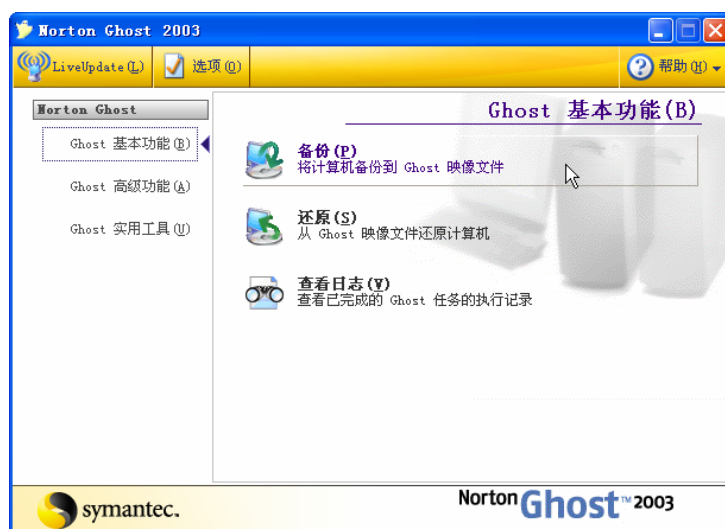 Norton Ghost 2003
LiveUpdate(L) 选项(O) 帮助(H)
Norton Ghost
Ghost 基本功能(B)
Ghost 高级功能(A)
Ghost 实用工具(U)
Ghost 基本功能(B)
备份(P)
将计算机备份到 Ghost 映像文件
还原(S)
从 Ghost 映像文件还原计算机
查看日志(V)
查看已完成的 Ghost 任务的执行记录
symantec.
Norton Ghost™ 2003